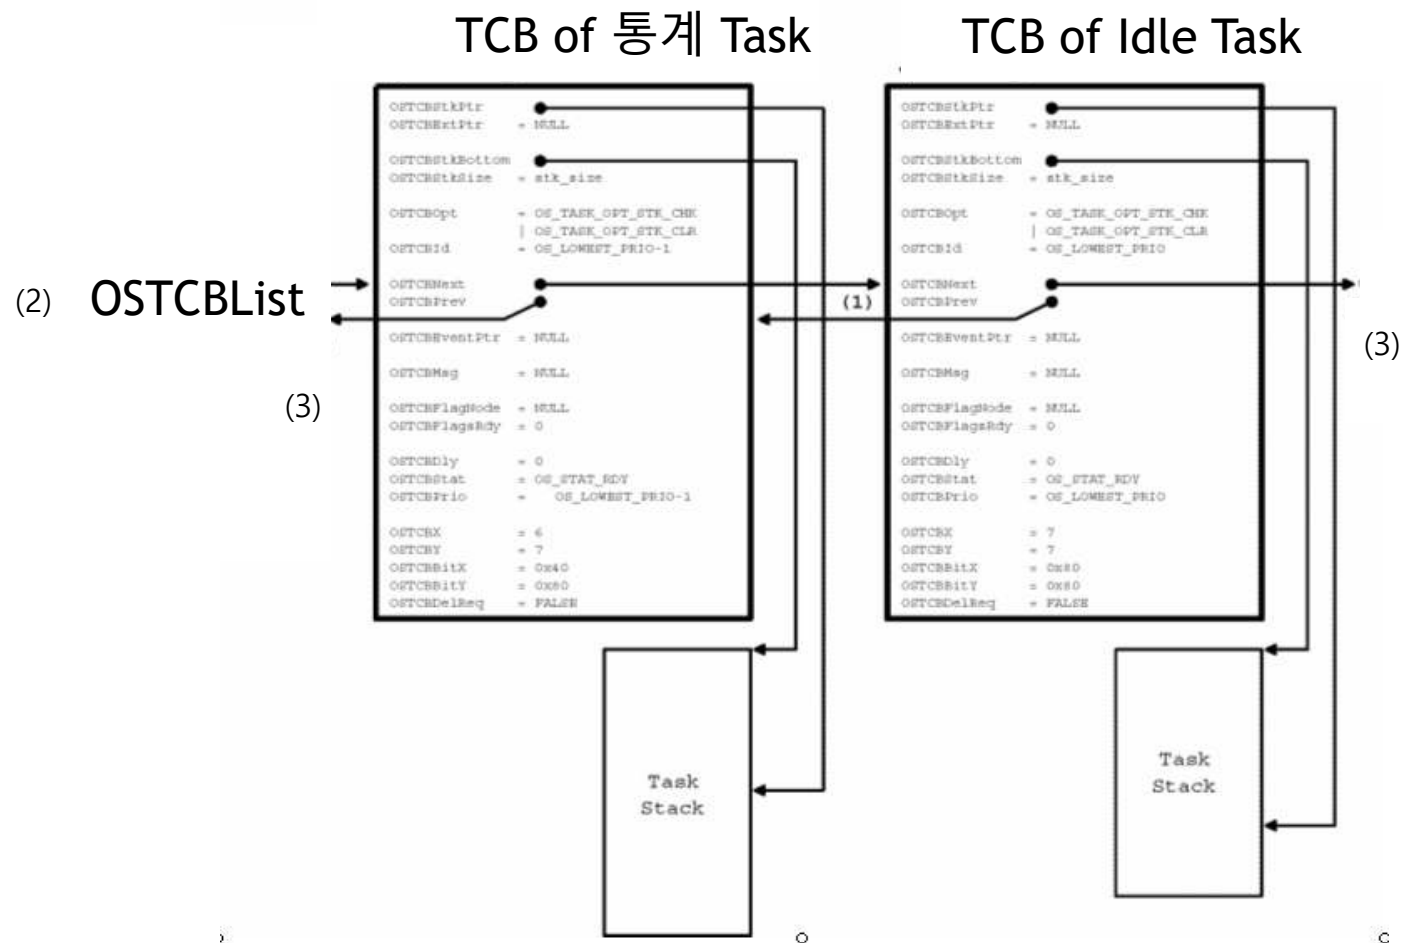 TCB of 통계 Task
TCB of Idle Task
OSTCBStkPtr
OSTCBExtPtr = NULL
OSTCBStkBottom
OSTCBStkSize = stk_size
OSTCBOpt = OS_TASK_OPT_STK_CHK
| OS_TASK_OPT_STK_CLR
OSTCBId = OS_LOWEST_PRIO-1
OSTCBNext
OSTCBPrev
OSTCBEventPtr = NULL
OSTCBMsg = NULL
OSTCBFlagNode = NULL
OSTCBFlagsRdy = 0
OSTCBDly = 0
OSTCBStat = OS_STAT_RDY
OSTCBPrio = OS_LOWEST_PRIO-1
OSTCBX = 6
OSTCBY = 7
OSTCBBitX = 0x40
OSTCBBitY = 0x80
OSTCBDelReq = FALSE
OSTCBStkPtr
OSTCBExtPtr = NULL
OSTCBStkBottom
OSTCBStkSize = stk_size
OSTCBOpt = OS_TASK_OPT_STK_CHK
| OS_TASK_OPT_STK_CLR
OSTCBId = OS_LOWEST_PRIO
OSTCBNext
OSTCBPrev
OSTCBEventPtr = NULL
OSTCBMsg = NULL
OSTCBFlagNode = NULL
OSTCBFlagsRdy = 0
OSTCBDly = 0
OSTCBStat = OS_STAT_RDY
OSTCBPrio = OS_LOWEST_PRIO
OSTCBX = 7
OSTCBY = 7
OSTCBBitX = 0x80
OSTCBBitY = 0x80
OSTCBDelReq = FALSE
(2) OSTCBList
(1)
(3)
(3)
Task
Stack
Task
Stack